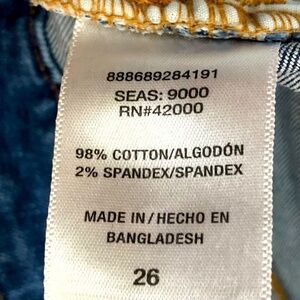 888689284191
SEAS: 9000
RN#42000
98% COTTON/ALGODÓN
2% SPANDEX/SPANDEX
MADE IN/HECHO EN
BANGLADESH
26